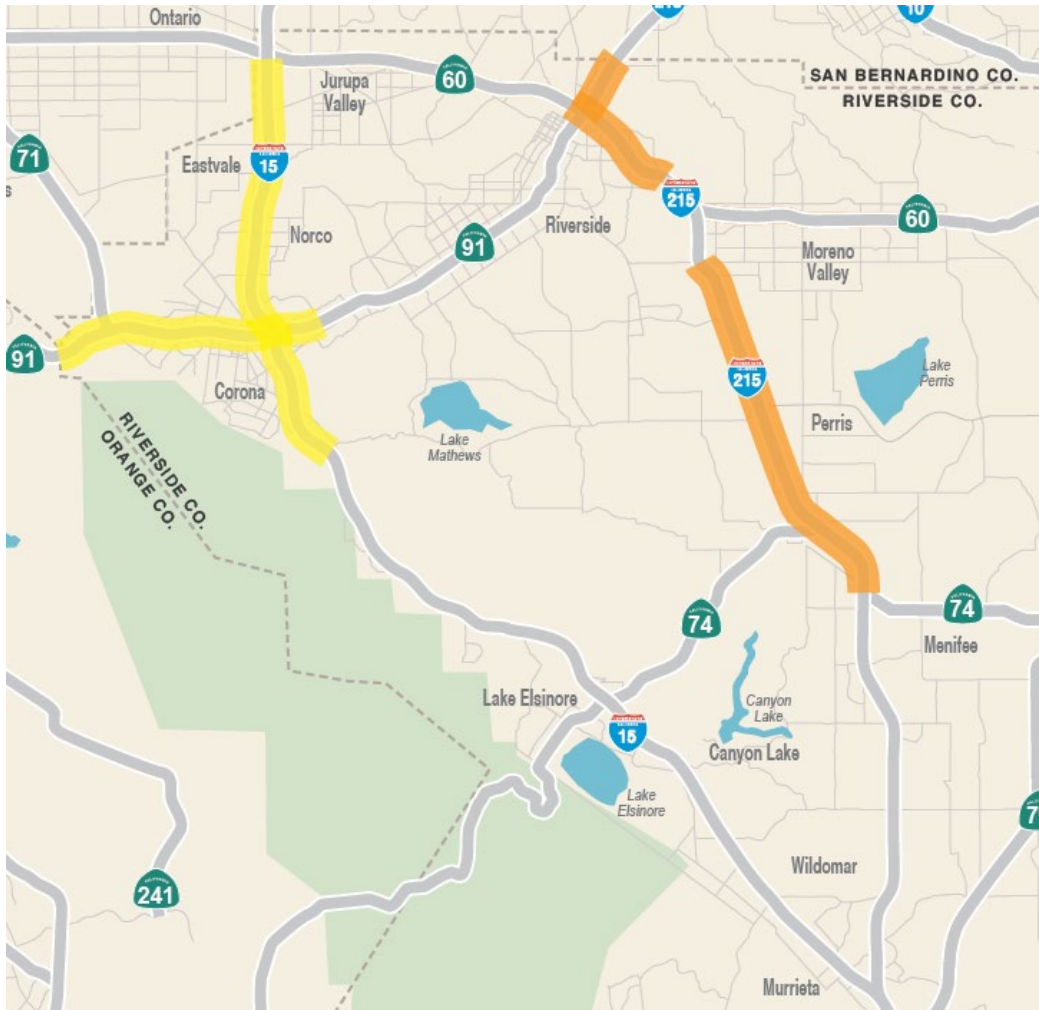 Ontario
215
10
60
Jurupa
Valley
SAN BERNARDINO CO.
RIVERSIDE CO.
71
Eastvale
15
215
60
Norco
91
Riverside
Moreno
Valley
91
Corona
215
Lake
Perris
Perris
Lake
Mathews
RIVERSIDE CO.
ORANGE CO.
74
74
Menifee
Lake Elsinore
15
Canyon
Lake
Canyon Lake
Lake
Elsinore
241
Wildomar
Murrieta